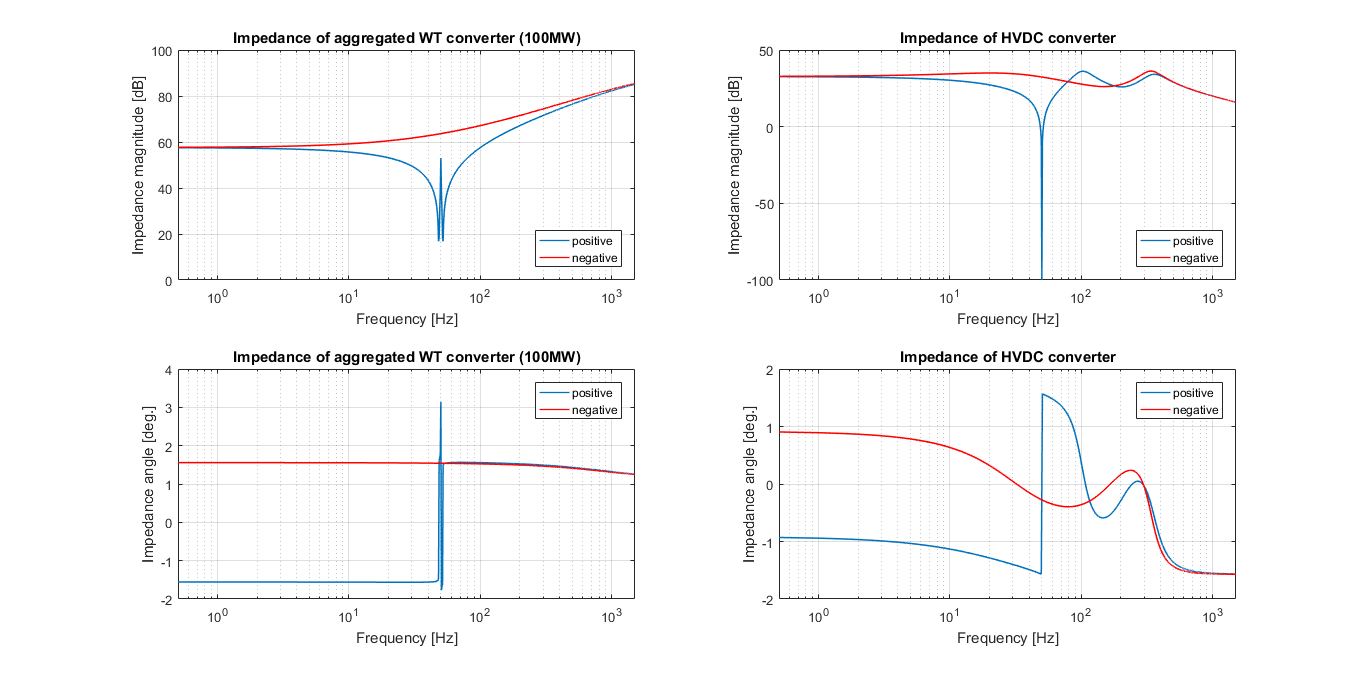 Impedance of aggregated WT converter (100MW)
Impedance magnitude [dB]
100
80
60
40
20
0
10^0
10^1
10^2
10^3
Frequency [Hz]
positive
negative
Impedance of HVDC converter
Impedance magnitude [dB]
50
0
-50
-100
10^0
10^1
10^2
10^3
Frequency [Hz]
positive
negative
Impedance of aggregated WT converter (100MW)
Impedance angle [deg.]
4
3
2
1
0
-1
-2
10^0
10^1
10^2
10^3
Frequency [Hz]
positive
negative
Impedance of HVDC converter
Impedance angle [deg.]
2
1
0
-1
-2
10^0
10^1
10^2
10^3
Frequency [Hz]
positive
negative